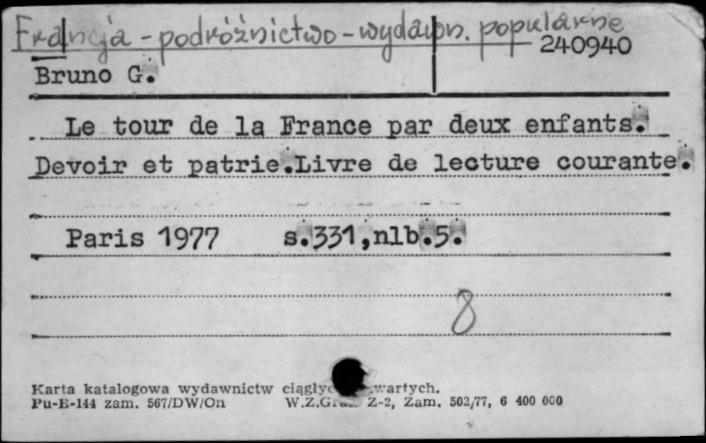 Francja - podróżnictwo - wydawn. popularne
240940
Bruno G.
Le tour de la France par deux enfants.
Devoir et patrie.Livre de lecture courante.
Paris 1977 s.331,nlb.5.
8
Karta katalogowa wydawnictw
Pu-E-144 zam. 567/DW/On W.Z.Graf. Z-2, Zam. 502/77, 6 400 000